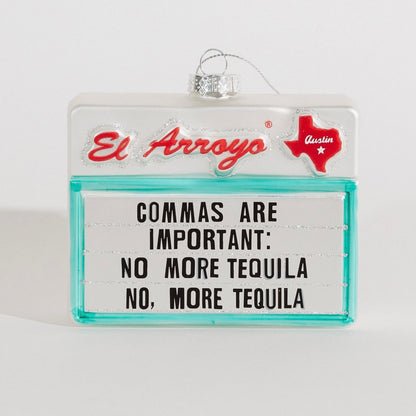 El Arroyo®
Austin
COMMAS ARE
IMPORTANT:
NO MORE TEQUILA
NO, MORE TEQUILA